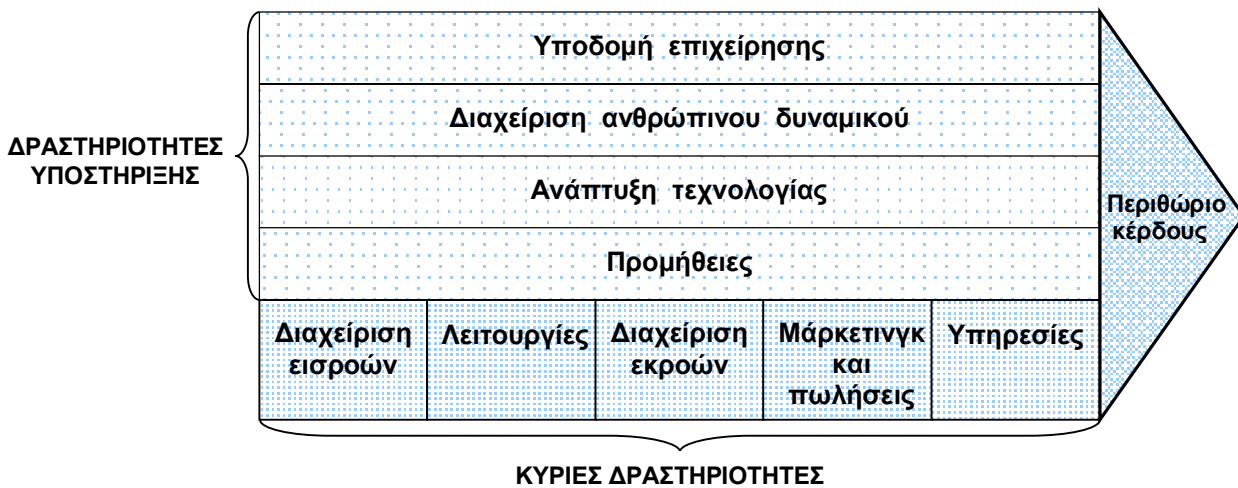 Υποδομή επιχείρησης
Διαχείριση ανθρώπινου δυναμικού
ΔΡΑΣΤΗΡΙΟΤΗΤΕΣ
ΥΠΟΣΤΗΡΙΞΗΣ
Ανάπτυξη τεχνολογίας
Προμήθειες
Περιθώριο
κέρδους
Διαχείριση
εισροών
Λειτουργίες
Διαχείριση
εκροών
Μάρκετινγκ
και
πωλήσεις
Υπηρεσίες
ΚΥΡΙΕΣ ΔΡΑΣΤΗΡΙΟΤΗΤΕΣ